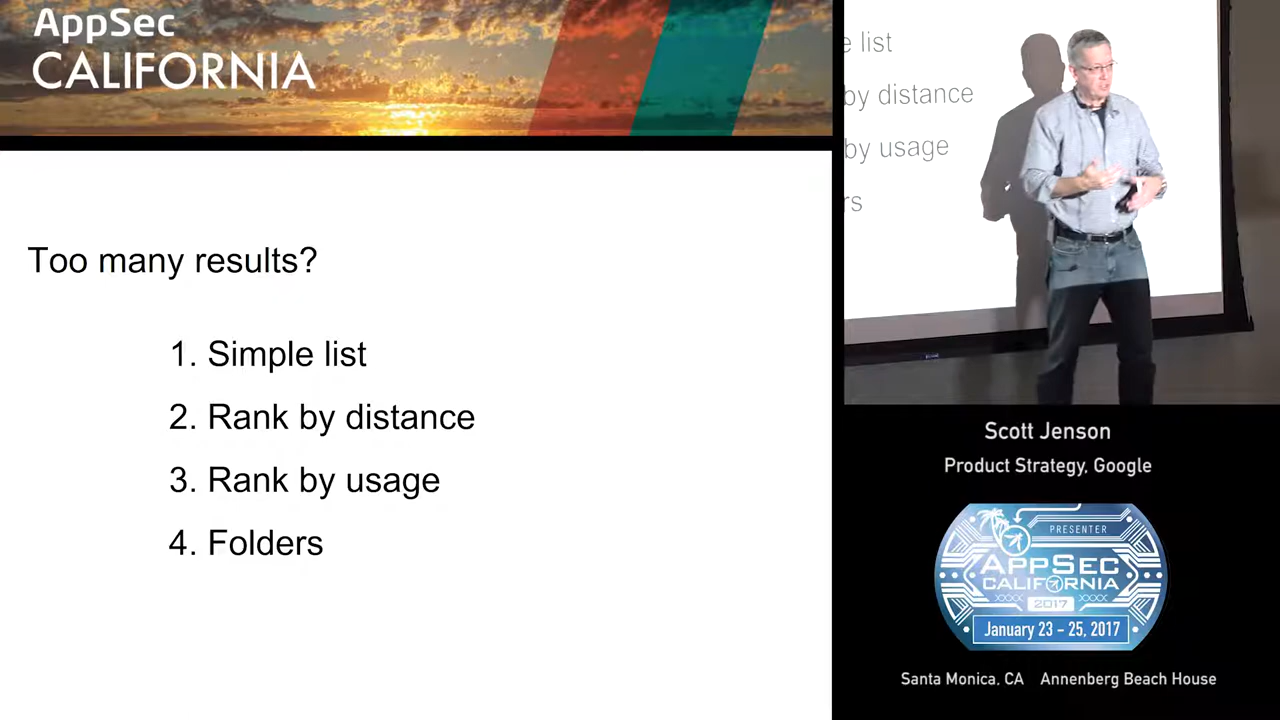 AppSec
CALIFORNIA
Too many results?
1. Simple list
2. Rank by distance
3. Rank by usage
4. Folders
e list
by distance
by usage
rs
Scott Jenson
Product Strategy, Google
PRESENTER
APPSEC
CALIFORNIA
2017
January 23 - 25, 2017
Santa Monica, CA Annenberg Beach House